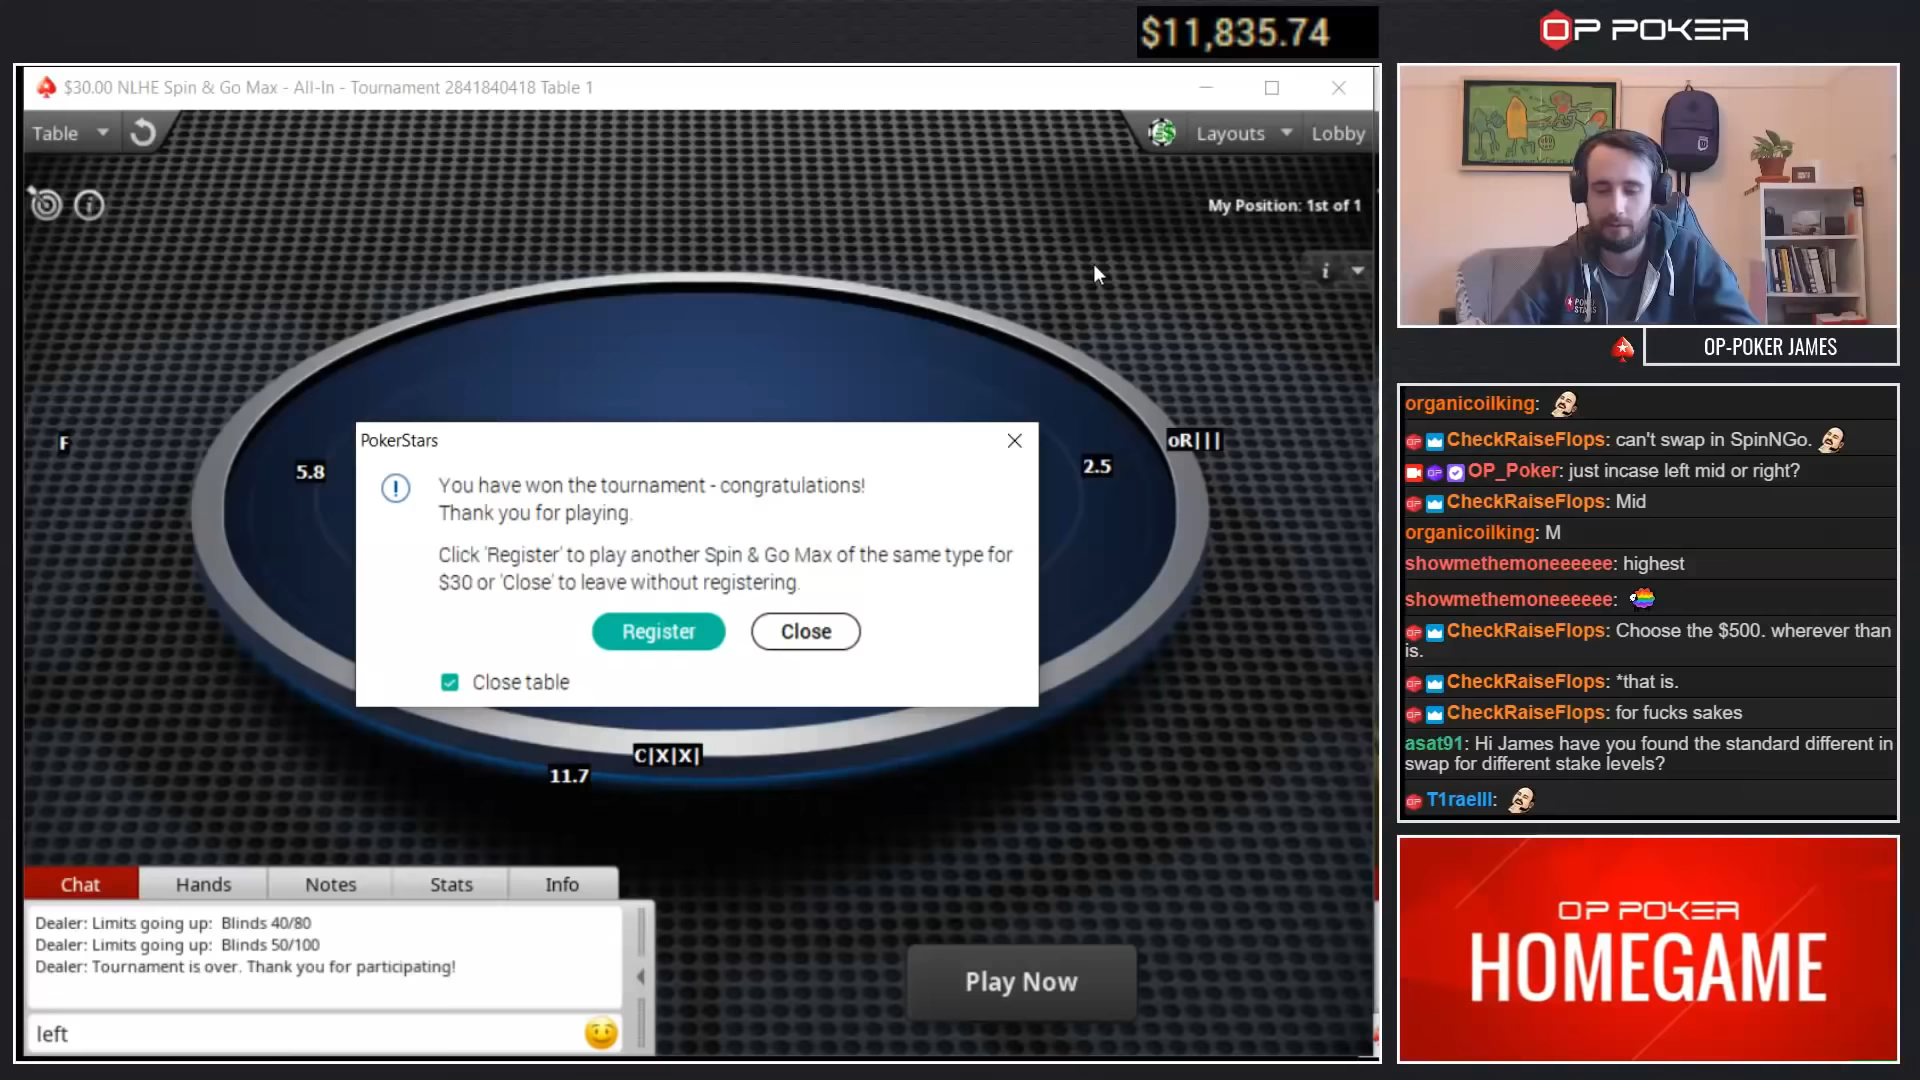 $11,835.74
OP POKER
$30.00 NLHE Spin & Go Max - All-In - Tournament 2841840418 Table 1
Table
Layouts
Lobby
My Position: 1st of 1
F
5.8
2.5
oR|||
PokerStars
You have won the tournament - congratulations!
Thank you for playing.
Click 'Register' to play another Spin & Go Max of the same type for
$30 or 'Close' to leave without registering.
Register
Close
Close table
C|X|X|
11.7
Chat
Hands
Notes
Stats
Info
Dealer: Limits going up: Blinds 40/80
Dealer: Limits going up: Blinds 50/100
Dealer: Tournament is over. Thank you for participating!
left
Play Now
OP-POKER JAMES
organicoilking:
CheckRaiseFlops: can't swap in SpinNGo.
OP_Poker: just incase left mid or right?
CheckRaiseFlops: Mid
organicoilking: M
showmethemoneeeeee: highest
showmethemoneeeeee:
CheckRaiseFlops: Choose the $500. wherever than
is.
CheckRaiseFlops: *that is.
CheckRaiseFlops: for fucks sakes
asat91: Hi James have you found the standard different in
swap for different stake levels?
T1raelll:
OP POKER
HOMEGAME